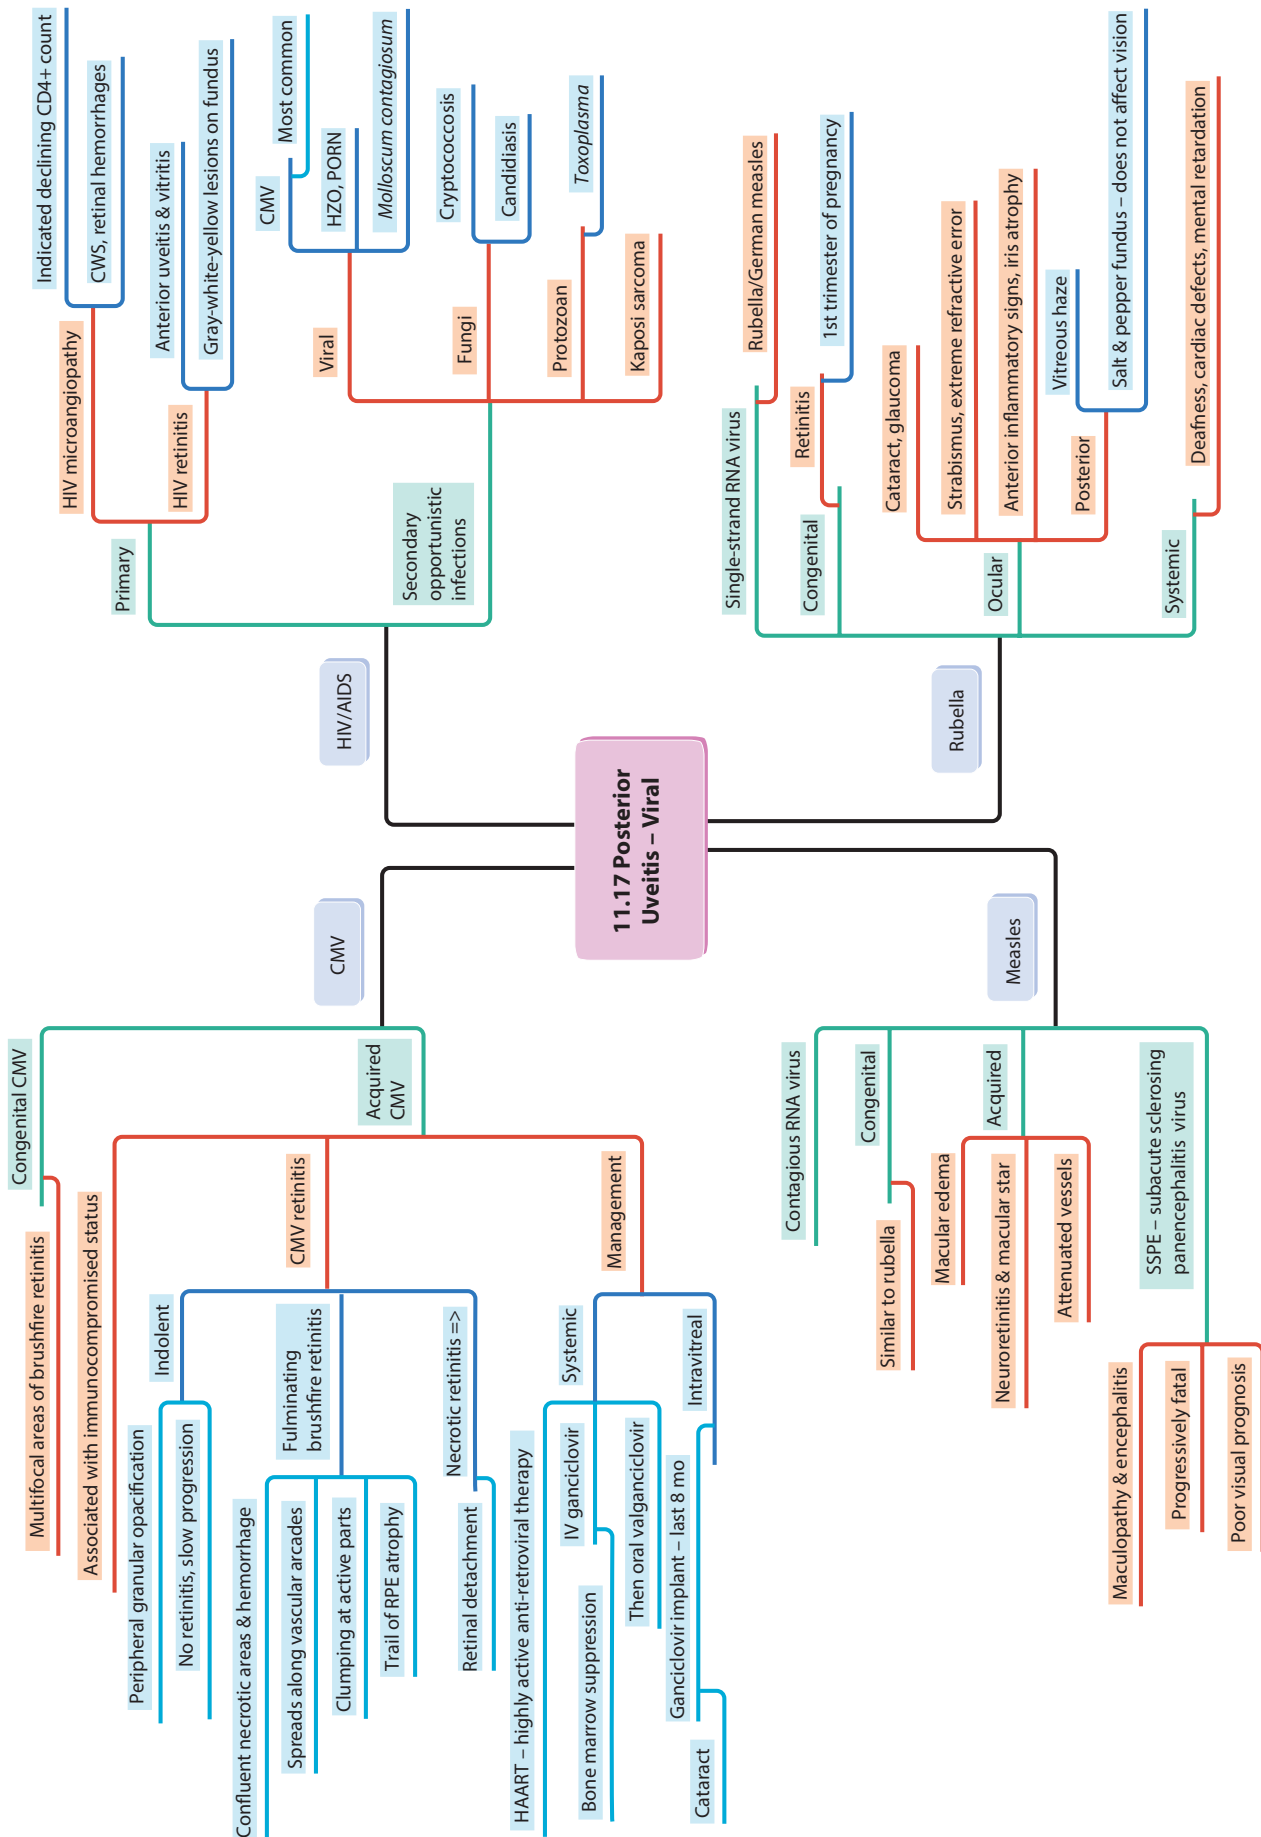 11.17 Posterior
Uveitis – Viral
HIV/AIDS
Primary
HIV microangiopathy
Indicated declining CD4+ count
CWS, retinal hemorrhages
HIV retinitis
Anterior uveitis & vitritis
Gray-white-yellow lesions on fundus
Secondary
opportunistic
infections
Viral
CMV
Most common
HZO, PORN
Molloscum contagiosum
Fungi
Cryptococcosis
Candidiasis
Protozoan
Toxoplasma
Kaposi sarcoma
Rubella
Single-strand RNA virus
Rubella/German measles
Congenital
Retinitis
1st trimester of pregnancy
Ocular
Cataract, glaucoma
Strabismus, extreme refractive error
Anterior inflammatory signs, iris atrophy
Posterior
Vitreous haze
Salt & pepper fundus – does not affect vision
Systemic
Deafness, cardiac defects, mental retardation
CMV
Congenital CMV
Multifocal areas of brushfire retinitis
Acquired
CMV
Associated with immunocompromised status
CMV retinitis
Indolent
Peripheral granular opacification
No retinitis, slow progression
Fulminating
brushfire retinitis
Confluent necrotic areas & hemorrhage
Spreads along vascular arcades
Clumping at active parts
Trail of RPE atrophy
Necrotic retinitis =>
Retinal detachment
Management
Systemic
HAART – highly active anti-retroviral therapy
IV ganciclovir
Bone marrow suppression
Then oral valganciclovir
Intravitreal
Ganciclovir implant – last 8 mo
Cataract
Measles
Contagious RNA virus
Congenital
Similar to rubella
Acquired
Macular edema
Neuroretinitis & macular star
Attenuated vessels
SSPE – subacute sclerosing
panencephalitis virus
Maculopathy & encephalitis
Progressively fatal
Poor visual prognosis